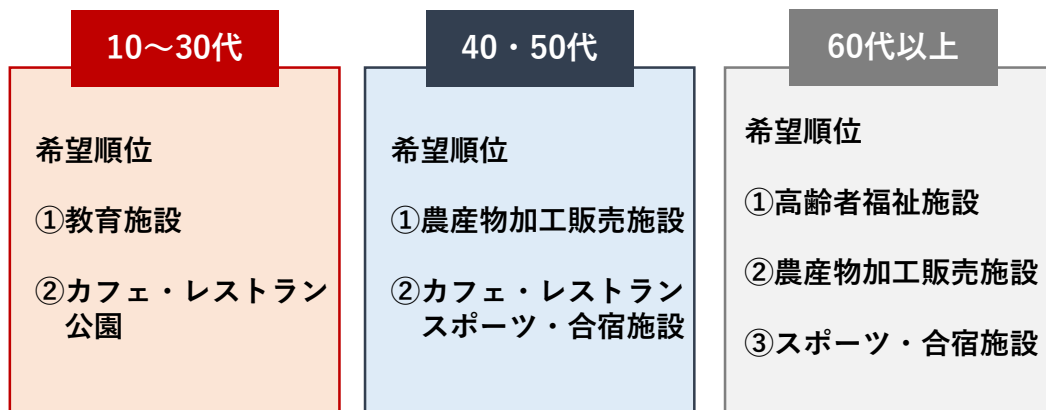 10～30代
希望順位
①教育施設
②カフェ・レストラン
公園
40・50代
希望順位
①農産物加工販売施設
②カフェ・レストラン
スポーツ・合宿施設
60代以上
希望順位
①高齢者福祉施設
②農産物加工販売施設
③スポーツ・合宿施設